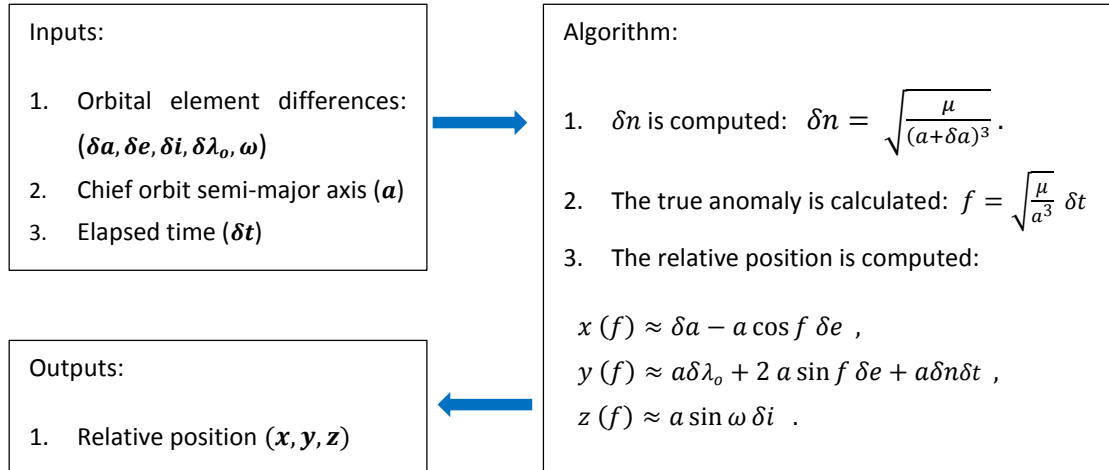 Inputs:
1. Orbital element differences:
(δa, δe, δi, δλₒ, ω)
2. Chief orbit semi-major axis (a)
3. Elapsed time (δt)
Algorithm:
1. δn is computed: δn = √(μ/(a+δa)³) .
2. The true anomaly is calculated: f = √(μ/a³) δt
3. The relative position is computed:
x (f) ≈ δa − a cos f δe ,
y (f) ≈ aδλₒ + 2 a sin f δe + aδnδt ,
z (f) ≈ a sin ω δi .
Outputs:
1. Relative position (x, y, z)